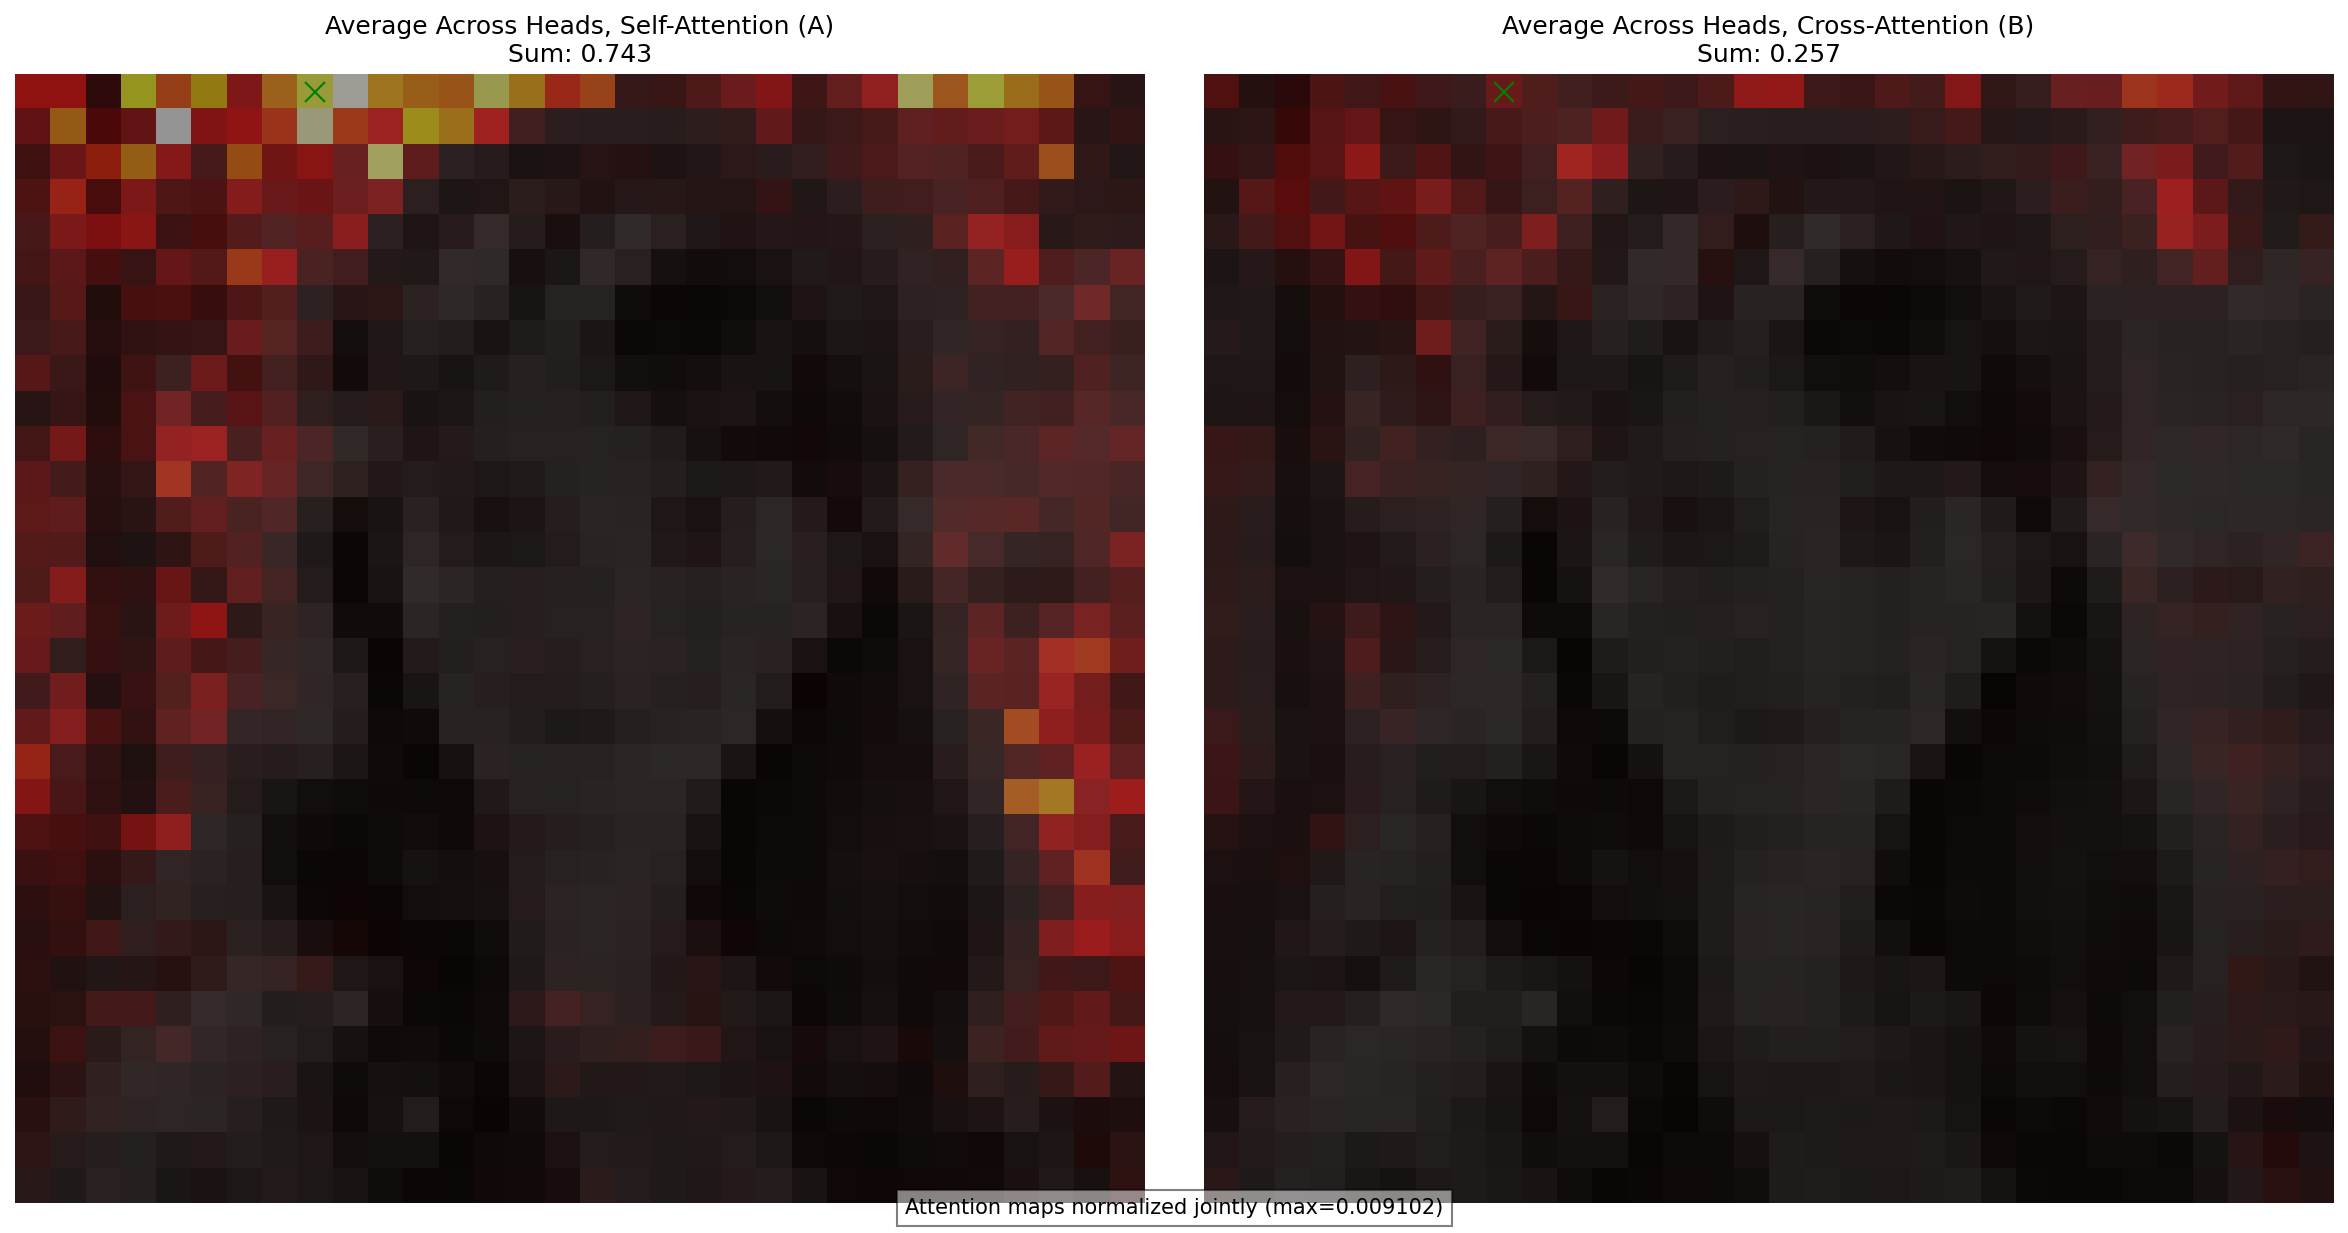 Average Across Heads, Self-Attention (A)
Sum: 0.743
Average Across Heads, Cross-Attention (B)
Sum: 0.257
Attention maps normalized jointly (max=0.009102)